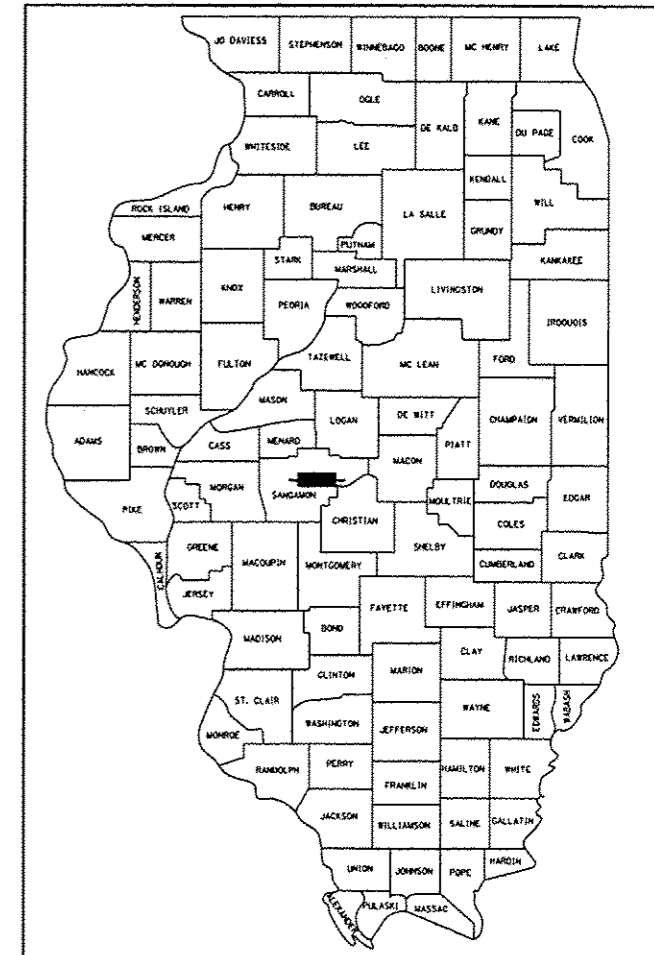 JO DAVIESS
STEPHENSON
WINNEBAGO
BOONE
MC HENRY
LAKE
CARROLL
OGLE
DE KALB
KANE
DU PAGE
COOK
WHITESIDE
LEE
KENDALL
WILL
ROCK ISLAND
HENRY
BUREAU
LA SALLE
GRUNDY
MERCER
PUTNAM
KANKAKEE
STARK
MARSHALL
HENDERSON
WARREN
KNOX
PEORIA
WOODFORD
LIVINGSTON
IROQUOIS
HANCOCK
MC DONOUGH
FULTON
TAZEWELL
MC LEAN
FORD
MASON
SCHUYLER
LOGAN
DE WITT
CHAMPAIGN
VERMILION
ADAMS
BROWN
CASS
MENARD
PIATT
MACON
MORGAN
SANGAMON
DOUGLAS
PIKE
SCOTT
CHRISTIAN
MOULTRIE
EDGAR
COLES
GREENE
MACOUPIN
MONTGOMERY
SHELBY
CUMBERLAND
CLARK
CALHOUN
JERSEY
FAYETTE
EFFINGHAM
JASPER
CRAWFORD
MADISON
BOND
CLAY
RICHLAND
LAWRENCE
CLINTON
MARION
ST. CLAIR
WAYNE
EDWARDS
WABASH
WASHINGTON
JEFFERSON
MONROE
RANDOLPH
PERRY
HAMILTON
WHITE
FRANKLIN
JACKSON
WILLIAMSON
SALINE
GALLATIN
UNION
JOHNSON
POPE
HARDIN
ALEXANDER
PULASKI
MASSAC